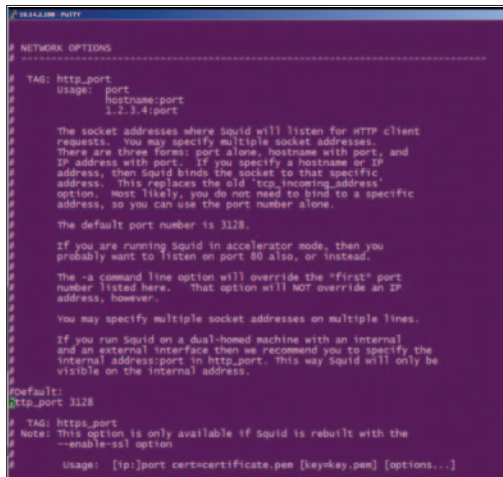 10.14.2.180 - PuTTY
# NETWORK OPTIONS
# -----------------------------------------------------------------------------
#  TAG: http_port
#       Usage:  port
#               hostname:port
#               1.2.3.4:port
#
#       The socket addresses where Squid will listen for HTTP client
#       requests.  You may specify multiple socket addresses.
#       There are three forms: port alone, hostname with port, and
#       IP address with port.  If you specify a hostname or IP
#       address, then Squid binds the socket to that specific
#       address.  This replaces the old 'tcp_incoming_address'
#       option.  Most likely, you do not need to bind to a specific
#       address, so you can use the port number alone.
#
#       The default port number is 3128.
#
#       If you are running Squid in accelerator mode, then you
#       probably want to listen on port 80 also, or instead.
#
#       The -a command line option will override the *first* port
#       number listed here.   That option will NOT override an IP
#       address, however.
#
#       You may specify multiple socket addresses on multiple lines.
#
#       If you run Squid on a dual-homed machine with an internal
#       and an external interface then we recommend you to specify the
#       internal address:port in http_port. This way Squid will only be
#       visible on the internal address.
#
#Default:
http_port 3128
#  TAG: https_port
# Note: This option is only available if Squid is rebuilt with the
#       --enable-ssl option
#
#        Usage:  [ip:]port cert=certificate.pem [key=key.pem] [options...]